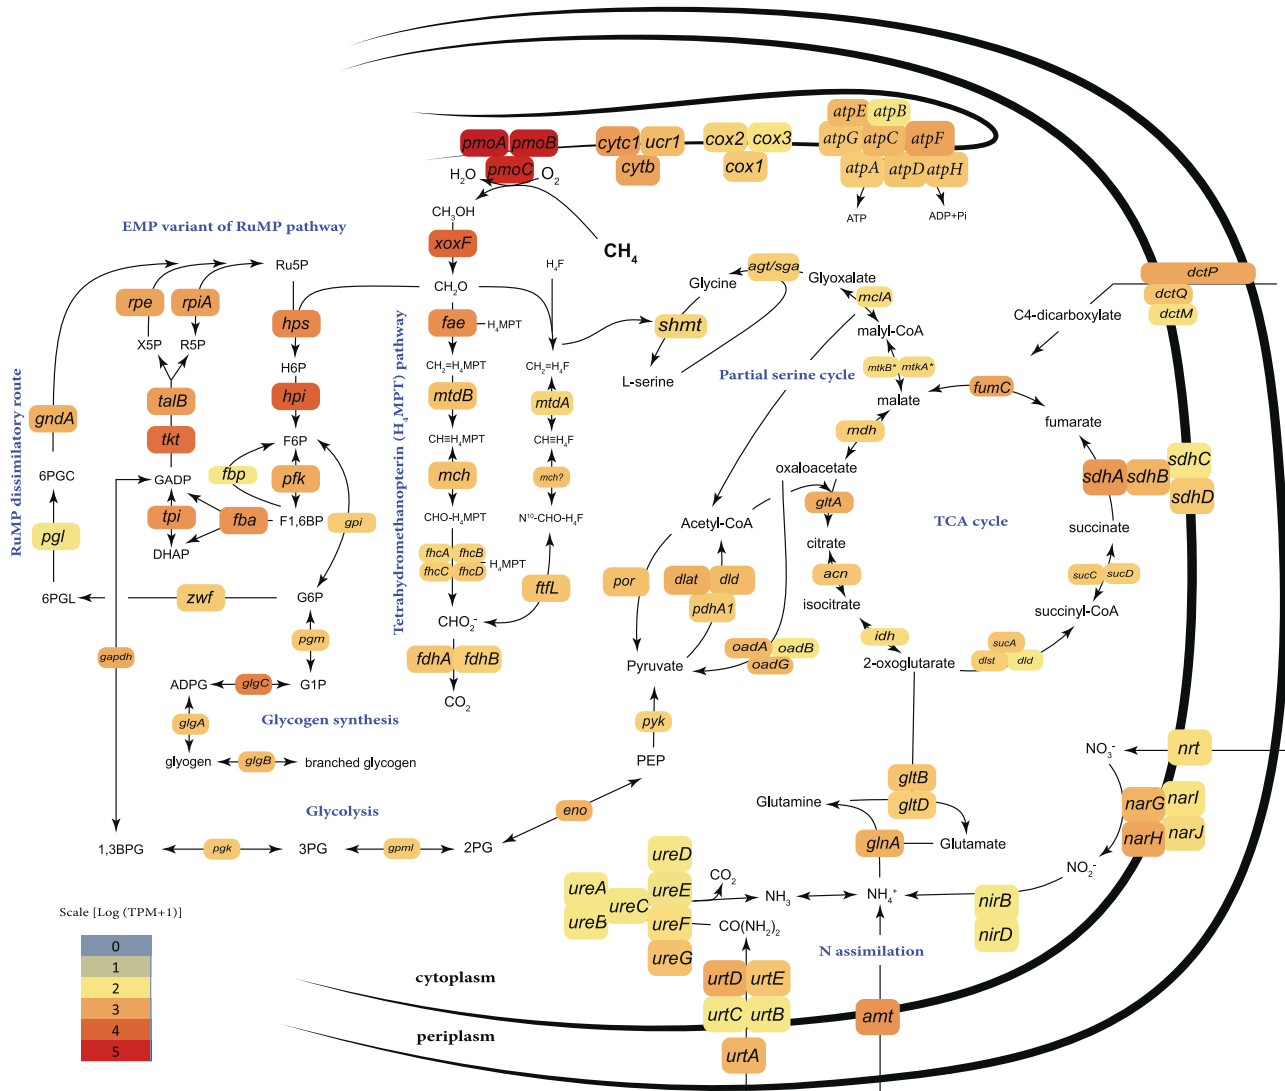 atpE
atpB
pmoA
pmoB
cytc1
ucr1
cox2
cox3
atpG
atpC
atpF
pmoC
cytb
cox1
atpA
atpD
atpH
H₂O
O₂
ATP
ADP+Pi
CH₃OH
EMP variant of RuMP pathway
xoxF
CH₄
Ru5P
H₄F
agt/sga
Glyoxalate
dctP
Glycine
CH₂O
mclA
dctQ
dctM
rpe
rpiA
hps
fae
H₄MPT
shmt
malyl-CoA
C4-dicarboxylate
X5P
R5P
H6P
CH₂=H₄MPT
CH₂=H₄F
L-serine
Partial serine cycle
mtkB*
mtkA*
malate
fumC
talB
hpi
mtdB
mtdA
gndA
tkt
F6P
CH≡H₄MPT
CH≡H₄F
mdh
fumarate
RuMP dissimilatory route
Tetrahydromethanopterin (H₄MPT) pathway
6PGC
fbp
GADP
pfk
mch
mch?
oxaloacetate
sdhC
sdhA
sdhB
sdhD
gltA
tpi
fba
F1,6BP
gpi
CHO-H₄MPT
N¹⁰-CHO-H₄F
Acetyl-CoA
TCA cycle
succinate
pgl
DHAP
citrate
fhcA
fhcB
fhcC
fhcD
H₄MPT
ftfL
por
dlat
dld
acn
sucC
sucD
6PGL
zwf
G6P
pdhA1
isocitrate
succinyl-CoA
CHO₂⁻
pgm
idh
sucA
gapdh
fdhA
fdhB
Pyruvate
oadA
oadB
oadG
2-oxoglutarate
dlst
dld
ADPG
glgC
G1P
CO₂
glgA
Glycogen synthesis
pyk
glyogen
glgB
branched glycogen
PEP
NO₃⁻
nrt
gltB
Glycolysis
eno
Glutamine
gltD
narG
narI
narH
narJ
1,3BPG
pgk
3PG
gpmI
2PG
glnA
Glutamate
ureD
NO₂⁻
ureA
ureE
CO₂
NH₃
NH₄⁺
ureC
nirB
Scale [Log (TPM+1)]
ureB
ureF
CO(NH₂)₂
nirD
0
ureG
N assimilation
1
cytoplasm
urtD
urtE
2
3
urtC
urtB
amt
4
periplasm
5
urtA